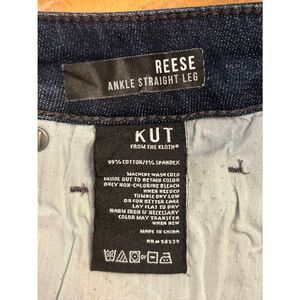 REESE
ANKLE STRAIGHT LEG
KUT
FROM THE KLOTH®
99% COTTON/1% SPANDEX
MACHINE WASH COLD
INSIDE OUT TO RETAIN COLOR
ONLY NON-CHLORINE BLEACH
WHEN NEEDED
TUMBLE DRY LOW
OR FOR BETTER CARE
LAY FLAT TO DRY
WARM IRON IF NECESSARY
COLOR MAY TRANSFER
WHEN NEW
MADE IN CHINA
RN# 58539
OR